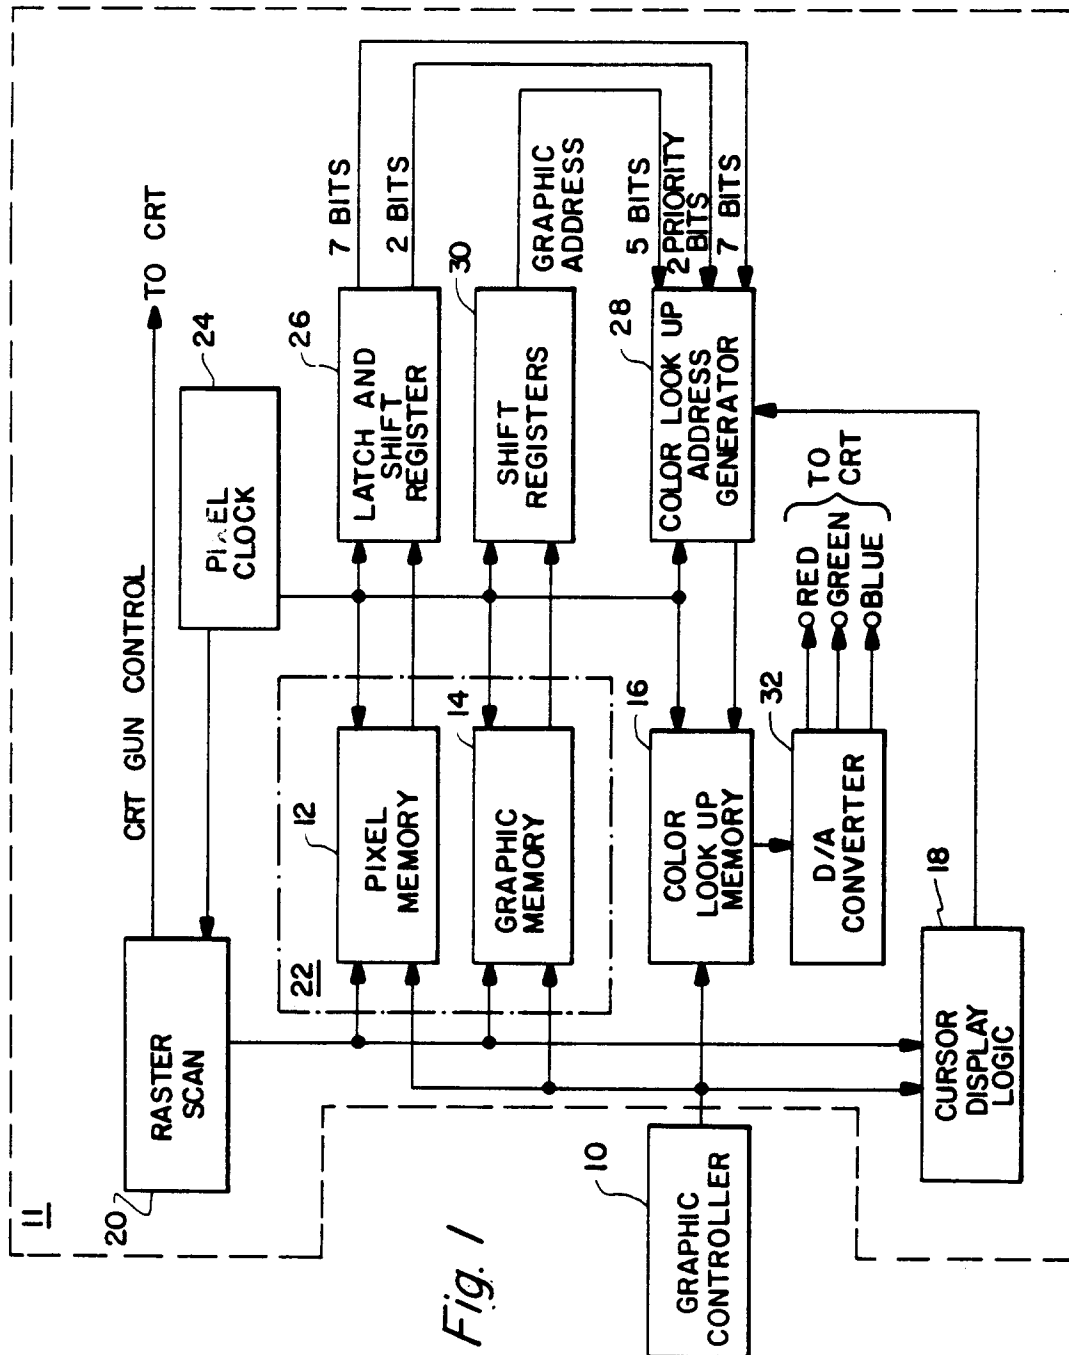 11
20
RASTER
SCAN
CRT GUN CONTROL
TO CRT
PIXEL
CLOCK
24
22
12
PIXEL
MEMORY
14
GRAPHIC
MEMORY
26
LATCH AND
SHIFT
REGISTER
7 BITS
2 BITS
30
SHIFT
REGISTERS
GRAPHIC
ADDRESS
10
GRAPHIC
CONTROLLER
16
COLOR
LOOK UP
MEMORY
28
COLOR LOOK UP
ADDRESS
GENERATOR
5 BITS
2 PRIORITY
BITS
7 BITS
32
D/A
CONVERTER
RED
GREEN
BLUE
TO
CRT
18
CURSOR
DISPLAY
LOGIC
Fig. 1